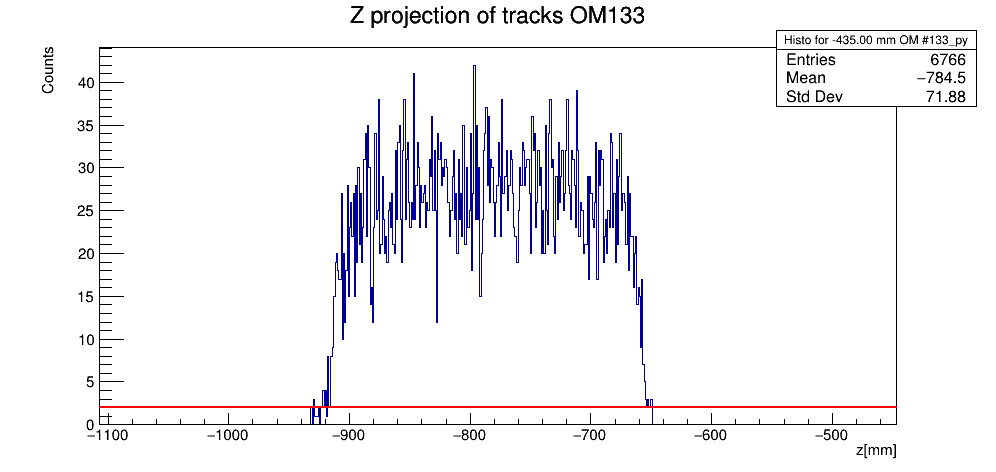 Z projection of tracks OM133
Histo for -435.00 mm OM #133_py
Entries 6766
Mean −784.5
Std Dev 71.88
Counts
40
35
30
25
20
15
10
5
0
−1100 −1000 −900 −800 −700 −600 −500
z[mm]